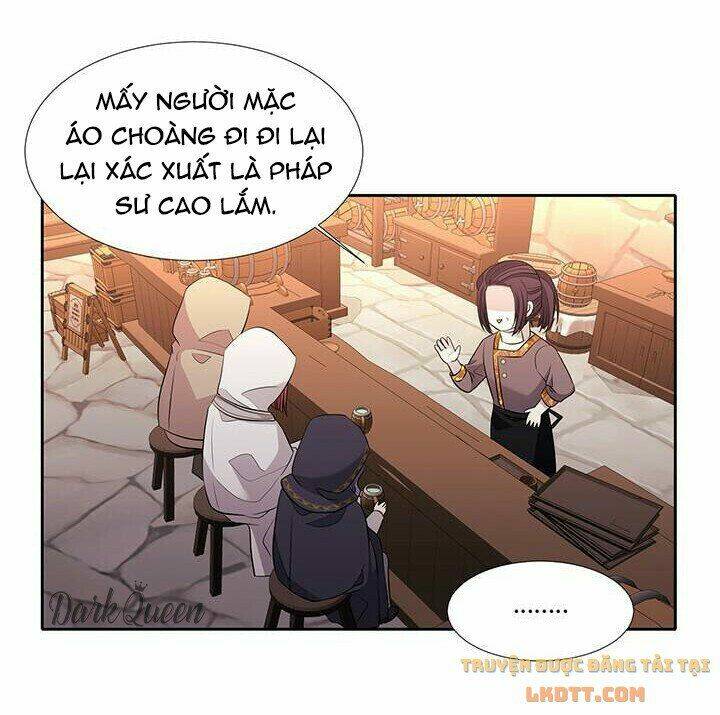 MẤY NGƯỜI MẶC
ÁO CHOÀNG ĐI ĐI LẠI
LẠI XÁC XUẤT LÀ PHÁP
SƯ CAO LẮM.
DarkQueen
........
TRUYỆN ĐƯỢC ĐĂNG TẢI TẠI
LKDTT.COM